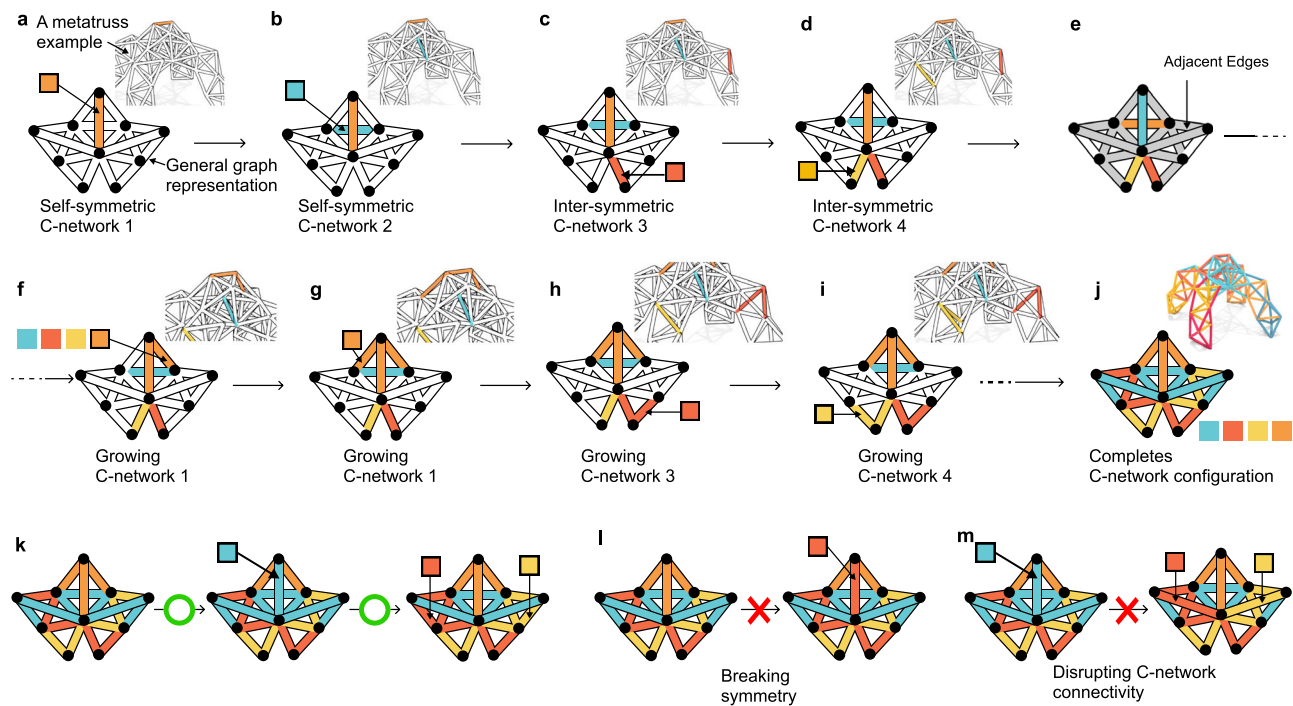 a
A metatruss
example
b
c
d
e
Adjacent Edges
General graph
representation
Self-symmetric
C-network 1
Self-symmetric
C-network 2
Inter-symmetric
C-network 3
Inter-symmetric
C-network 4
f
g
h
i
j
Growing
C-network 1
Growing
C-network 1
Growing
C-network 3
Growing
C-network 4
Completes
C-network configuration
k
l
m
Breaking
symmetry
Disrupting C-network
connectivity